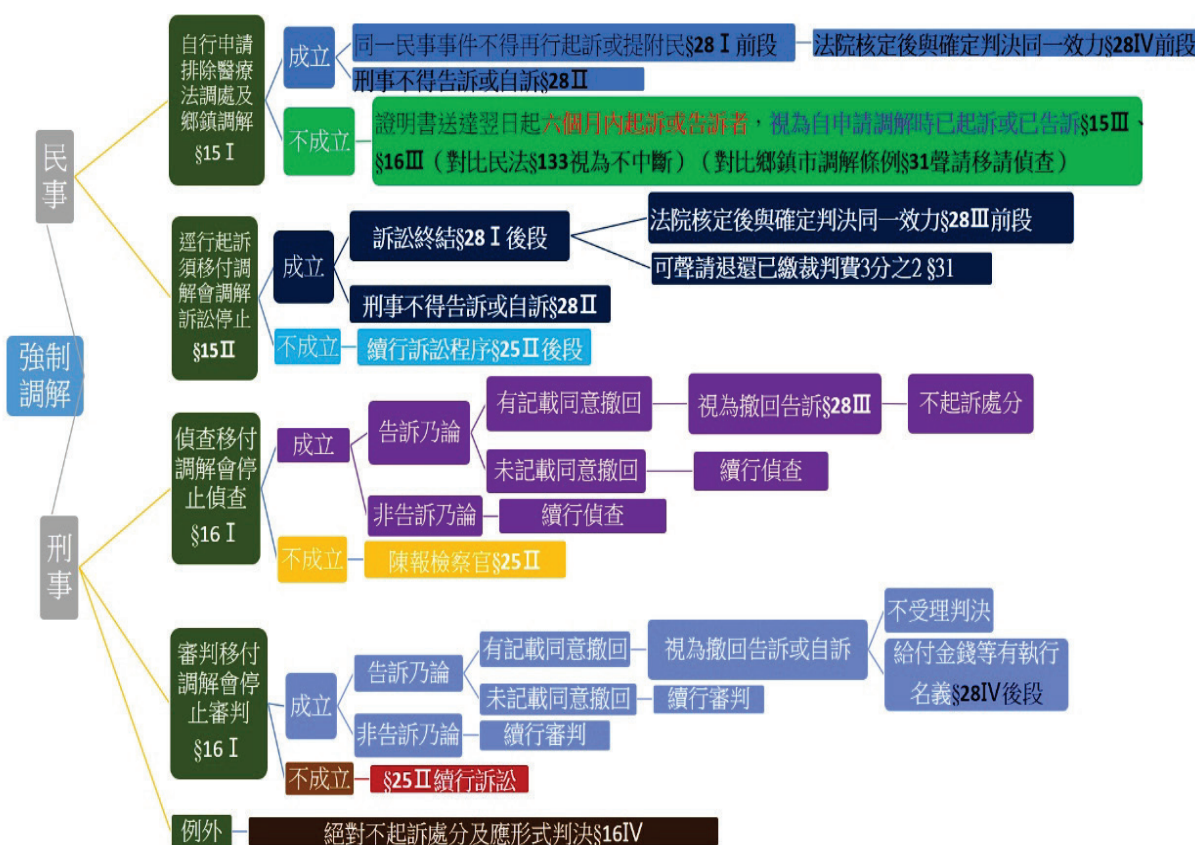 強制
調解
民
事
刑
事
自行申請
排除醫療
法調處及
鄉鎮調解
§15Ⅰ
成立
同一民事事件不得再行起訴或提附民§28Ⅰ前段
法院核定後與確定判決同一效力§28Ⅳ前段
刑事不得告訴或自訴§28Ⅱ
不成立
證明書送達翌日起六個月內起訴或告訴者，視為自申請調解時已起訴或已告訴§15Ⅲ、
§16Ⅲ（對比民法§133視為不中斷）（對比鄉鎮市調解條例§31聲請移請偵查）
逕行起訴
須移付調
解會調解
訴訟停止
§15Ⅱ
成立
訴訟終結§28Ⅰ後段
法院核定後與確定判決同一效力§28Ⅲ前段
可聲請退還已繳裁判費3分之2 §31
刑事不得告訴或自訴§28Ⅱ
不成立
續行訴訟程序§25Ⅱ後段
偵查移付
調解會停
止偵查
§16Ⅰ
成立
告訴乃論
有記載同意撤回
視為撤回告訴§28Ⅲ
不起訴處分
未記載同意撤回
續行偵查
非告訴乃論
續行偵查
不成立
陳報檢察官§25Ⅱ
審判移付
調解會停
止審判
§16Ⅰ
成立
告訴乃論
有記載同意撤回
視為撤回告訴或自訴
不受理判決
給付金錢等有執行
名義§28Ⅳ後段
未記載同意撤回
續行審判
非告訴乃論
續行審判
不成立
§25Ⅱ續行訴訟
例外
絕對不起訴處分及應形式判決§16Ⅳ